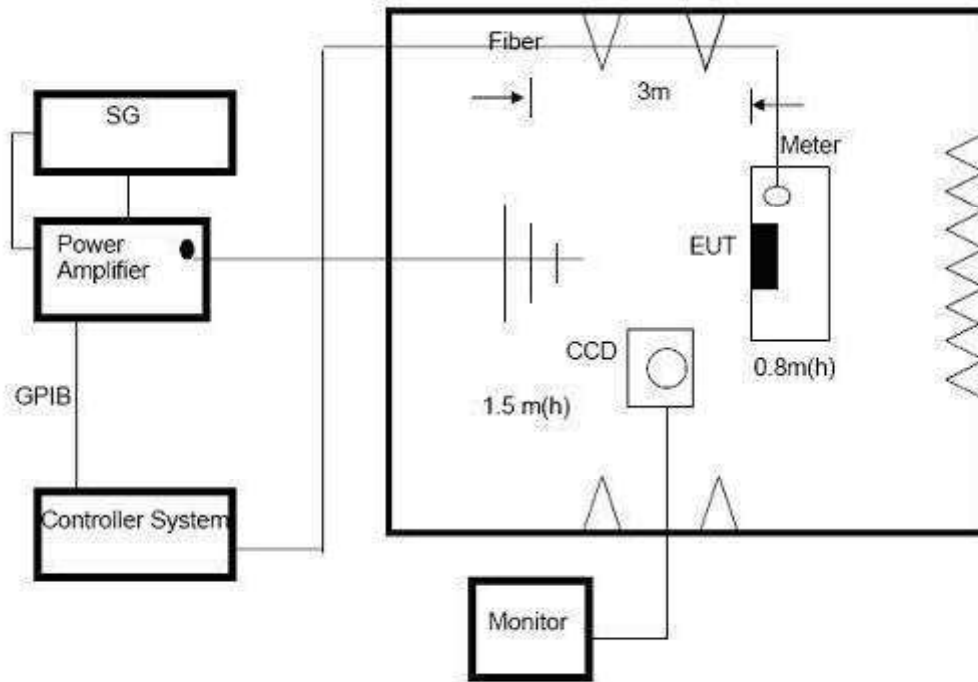 Fiber
3m
SG
Meter
Power
Amplifier
EUT
CCD
0.8m(h)
GPIB
1.5 m(h)
Controller System
Monitor